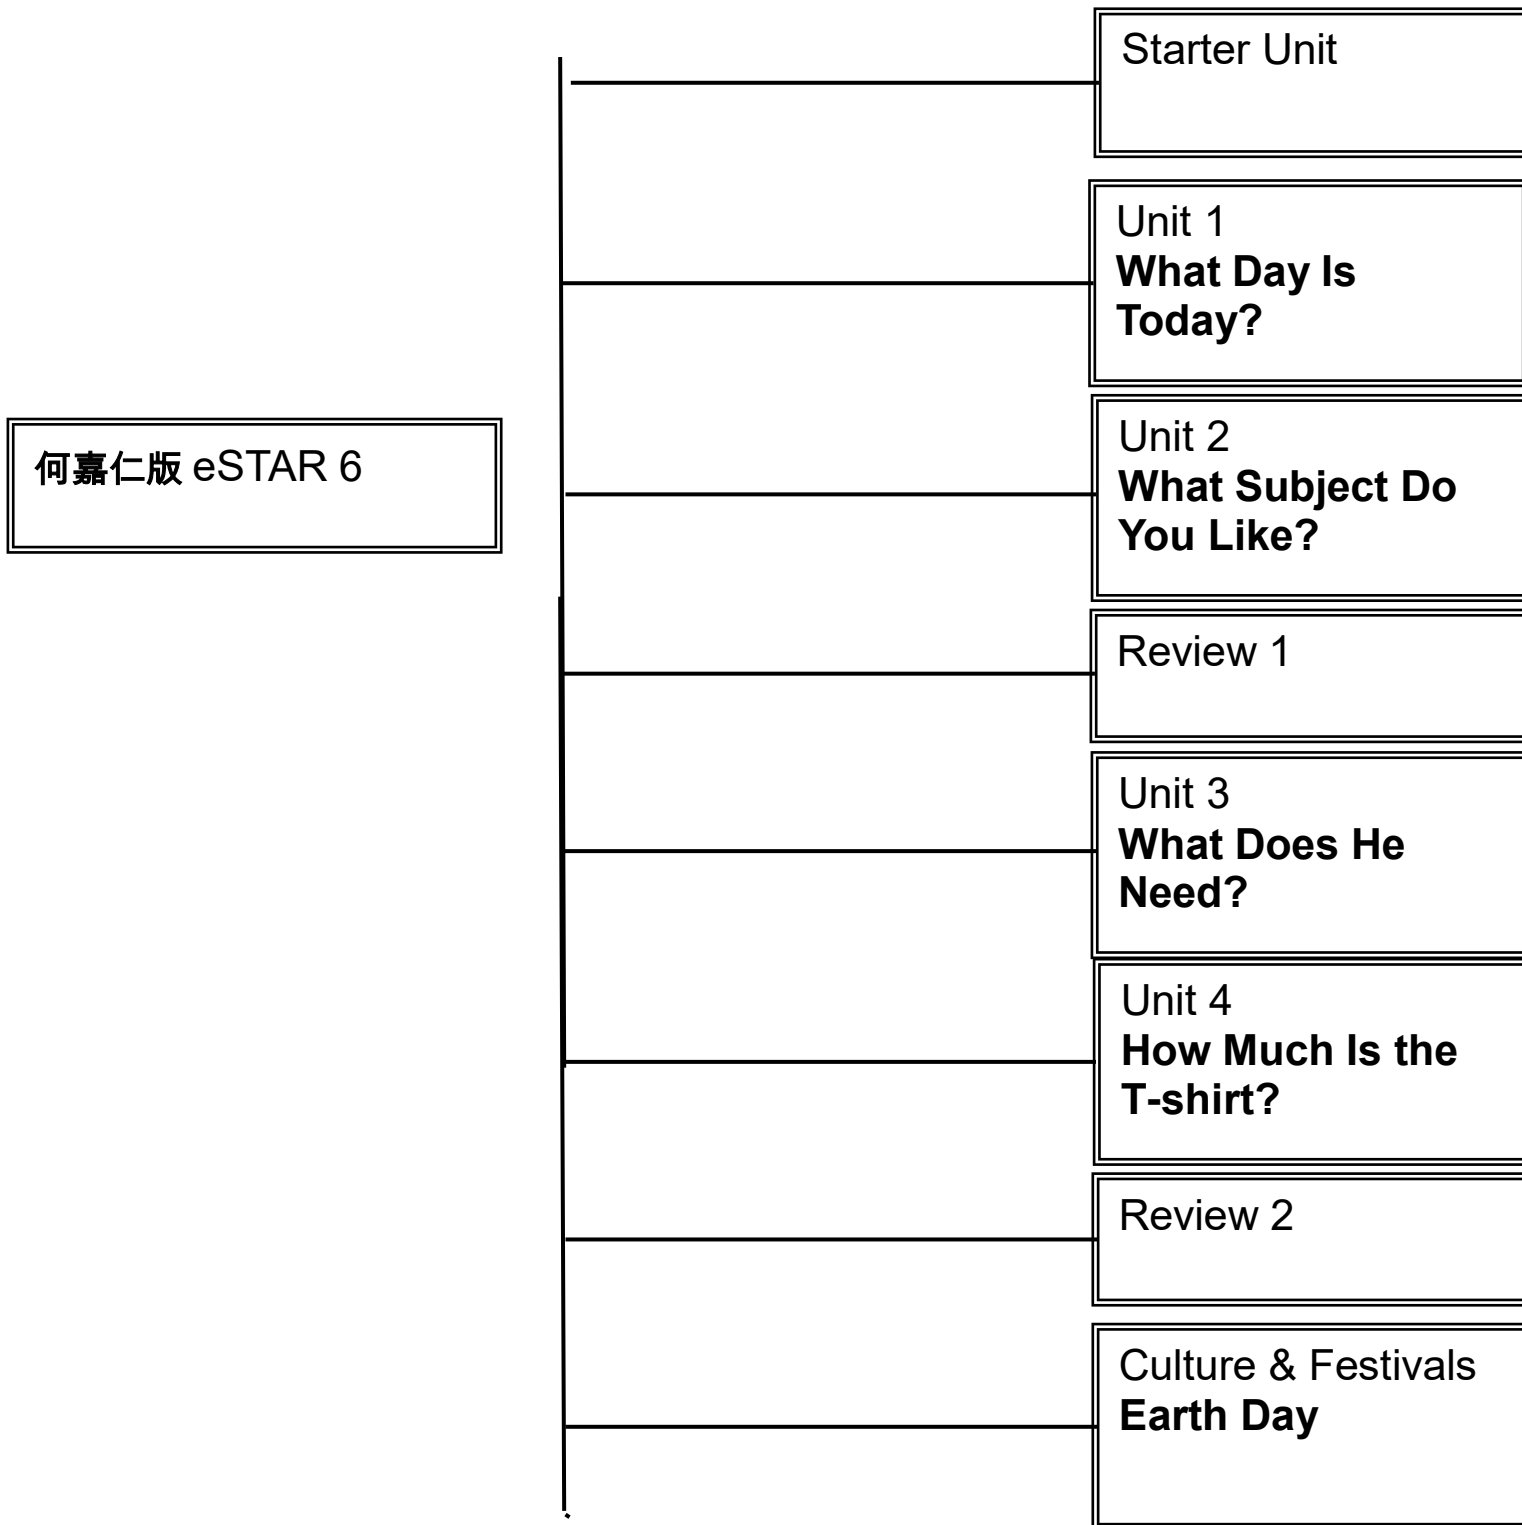 Starter Unit
Unit 1
What Day Is
Today?
何嘉仁版 eSTAR 6
Unit 2
What Subject Do
You Like?
Review 1
Unit 3
What Does He
Need?
Unit 4
How Much Is the
T-shirt?
Review 2
Culture & Festivals
Earth Day